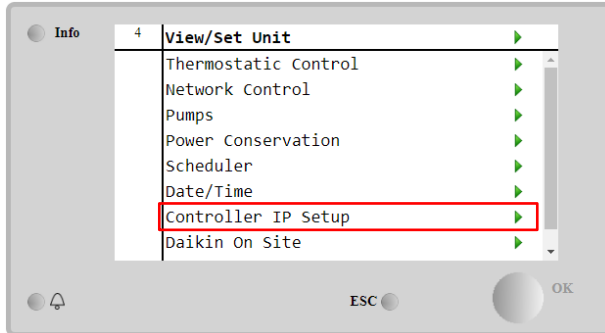 Info
4 View/Set Unit
Thermostatic Control
Network Control
Pumps
Power Conservation
Scheduler
Date/Time
Controller IP Setup
Daikin On Site
ESC
OK